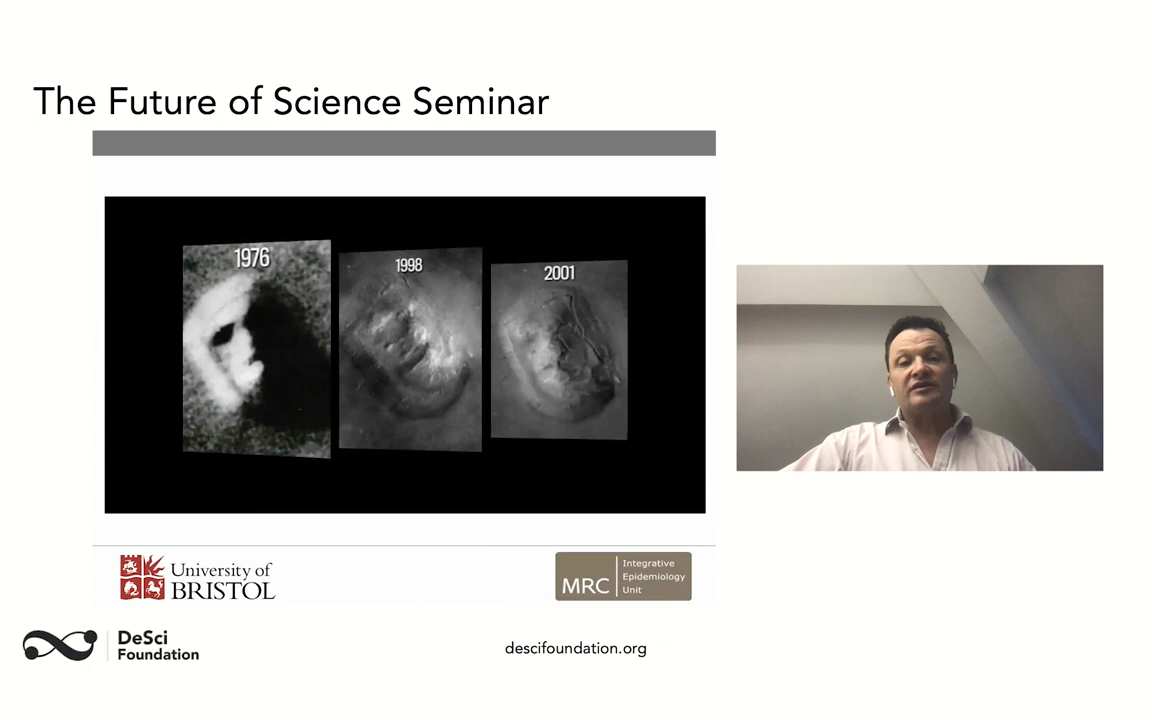 The Future of Science Seminar
1976
1998
2001
University of
BRISTOL
MRC
Integrative
Epidemiology
Unit
DeSci
Foundation
descifoundation.org